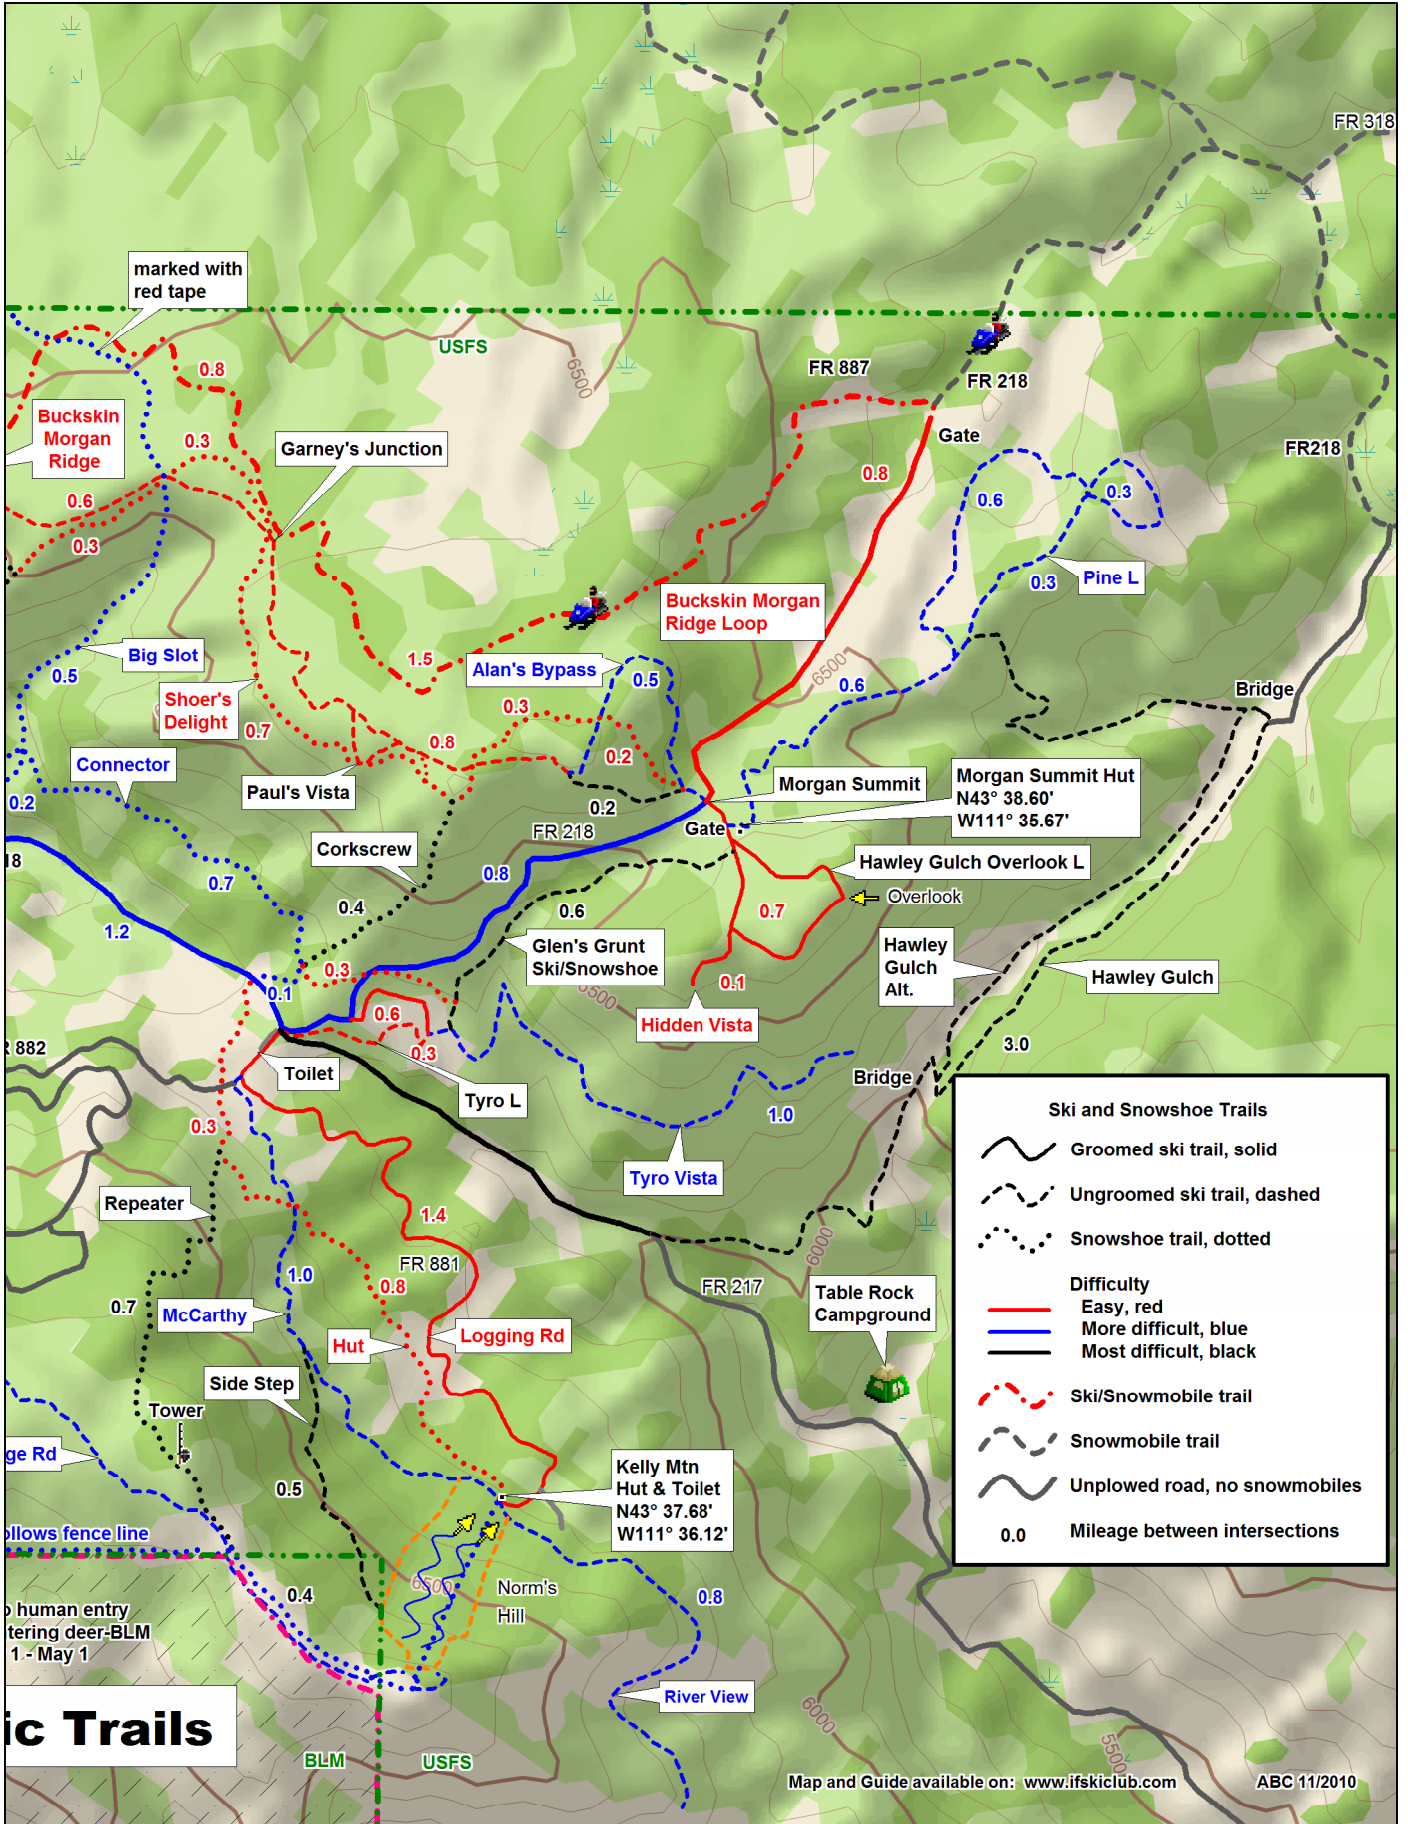 FR 318
marked with
red tape
USFS
6500
FR 887
FR 218
0.8
Buckskin
Morgan
Ridge
Gate
0.3
Garney's Junction
FR218
0.8
0.6
0.6
0.3
0.3
0.3
Pine L
Buckskin Morgan
Ridge Loop
Big Slot
1.5
Alan's Bypass
0.5
6500
0.5
0.6
Bridge
Shoer's
Delight
0.3
0.7
0.8
0.2
Connector
Paul's Vista
Morgan Summit
Morgan Summit Hut
N43° 38.60'
W111° 35.67'
0.2
0.2
FR 218
Gate
Corkscrew
18
Hawley Gulch Overlook L
0.7
0.8
Overlook
0.4
0.6
0.7
1.2
Glen's Grunt
Ski/Snowshoe
Hawley
Gulch
Alt.
Hawley Gulch
0.3
0.1
0.1
6500
0.6
Hidden Vista
R 882
0.3
3.0
Toilet
Bridge
Tyro L
1.0
0.3
Tyro Vista
Repeater
1.4
6000
FR 881
1.0
0.8
FR 217
0.7
McCarthy
Table Rock
Campground
Hut
Logging Rd
Side Step
Tower
ge Rd
Kelly Mtn
Hut & Toilet
N43° 37.68'
W111° 36.12'
0.5
ollows fence line
6500
Norm's
Hill
0.4
0.8
o human entry
tering deer-BLM
1 - May 1
River View
6000
ic Trails
BLM
USFS
5500
Map and Guide available on: www.ifskiclub.com
ABC 11/2010
Ski and Snowshoe Trails
Groomed ski trail, solid
Ungroomed ski trail, dashed
Snowshoe trail, dotted
Difficulty
Easy, red
More difficult, blue
Most difficult, black
Ski/Snowmobile trail
Snowmobile trail
Unplowed road, no snowmobiles
0.0 Mileage between intersections